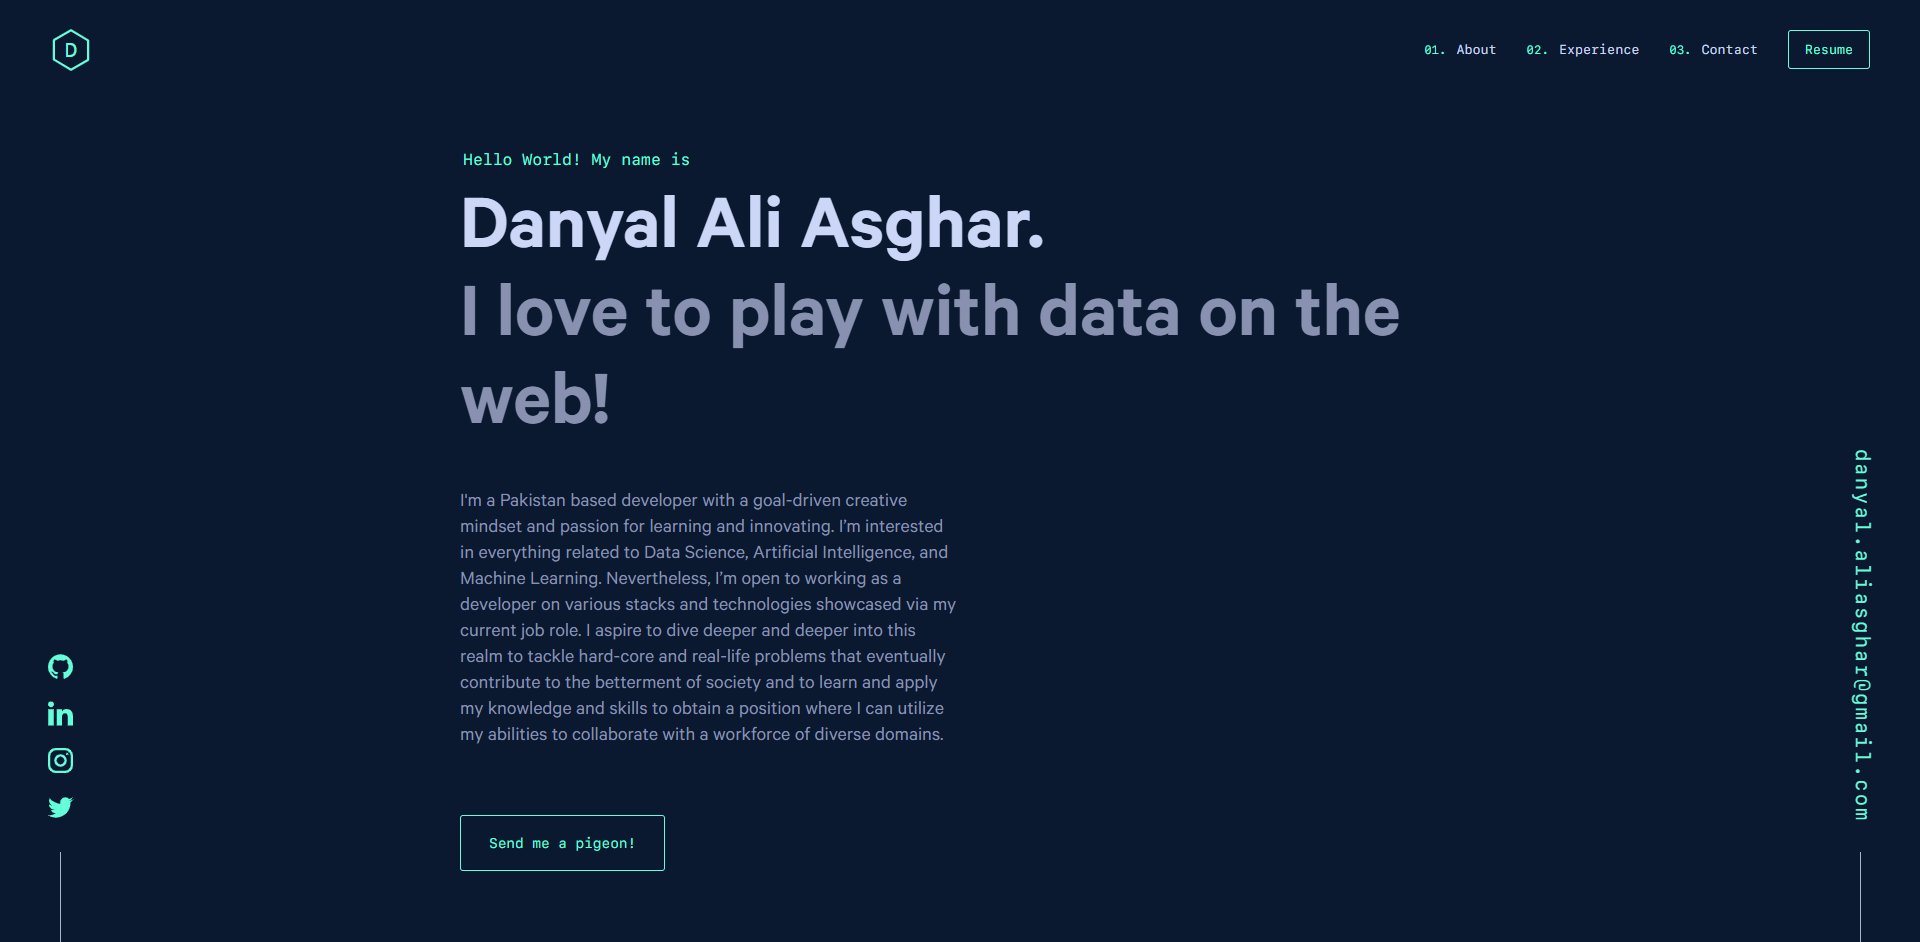 D
01. About 02. Experience 03. Contact Resume
Hello World! My name is
Danyal Ali Asghar.
I love to play with data on the
web!
I'm a Pakistan based developer with a goal-driven creative
mindset and passion for learning and innovating. I’m interested
in everything related to Data Science, Artificial Intelligence, and
Machine Learning. Nevertheless, I’m open to working as a
developer on various stacks and technologies showcased via my
current job role. I aspire to dive deeper and deeper into this
realm to tackle hard-core and real-life problems that eventually
contribute to the betterment of society and to learn and apply
my knowledge and skills to obtain a position where I can utilize
my abilities to collaborate with a workforce of diverse domains.
Send me a pigeon!
in
danyal.aliasghar@gmail.com